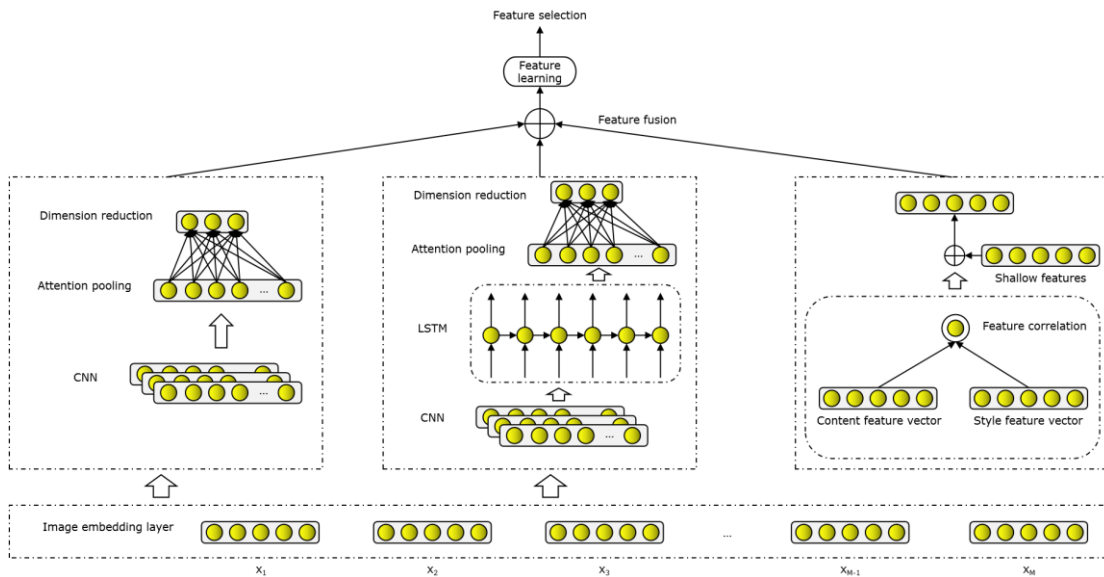 Feature selection
Feature
learning
Feature fusion
Dimension reduction
Attention pooling
CNN
Dimension reduction
Attention pooling
...
LSTM
CNN
...
...
...
Shallow features
Feature correlation
Content feature vector
Style feature vector
Image embedding layer
...
x1
x2
x3
xM-1
xM